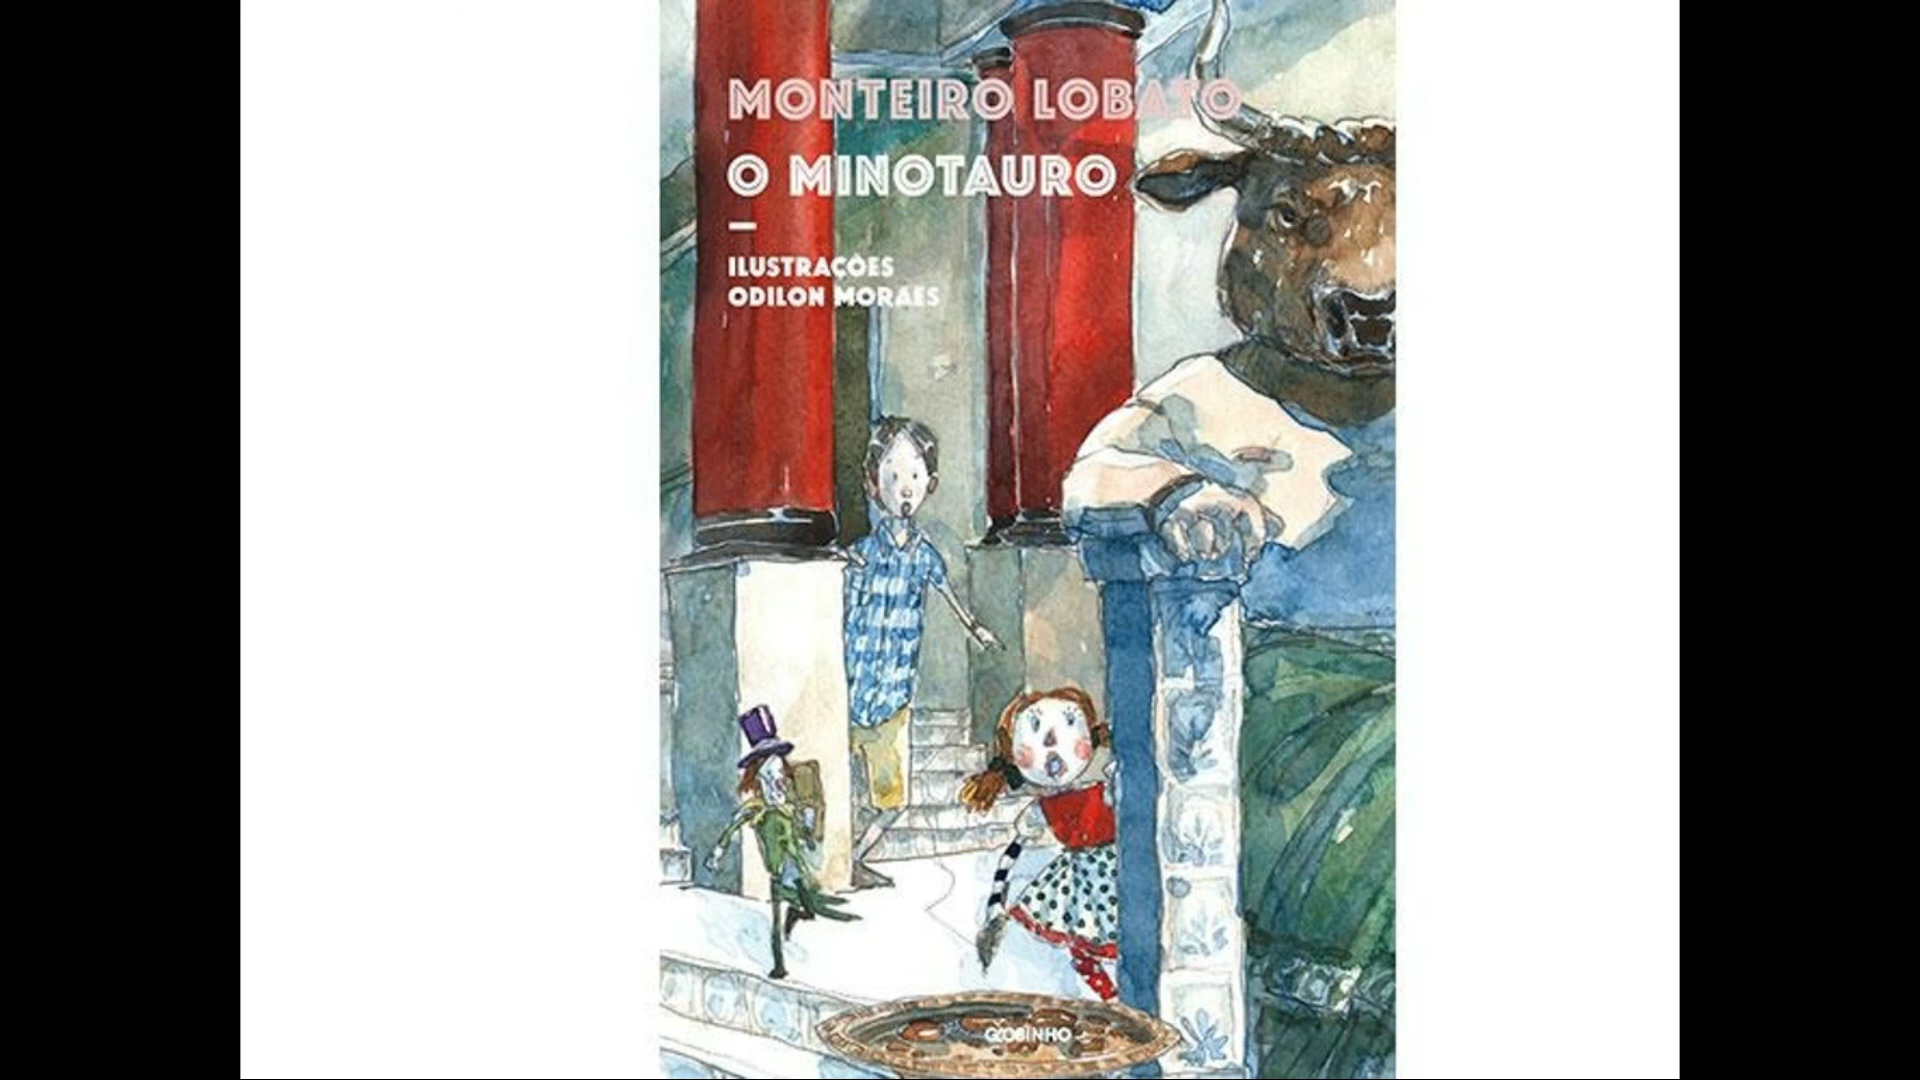 MONTEIRO LOBATO
O MINOTAURO
–
ILUSTRAÇÕES
ODILON MORAES
GLOBINHO